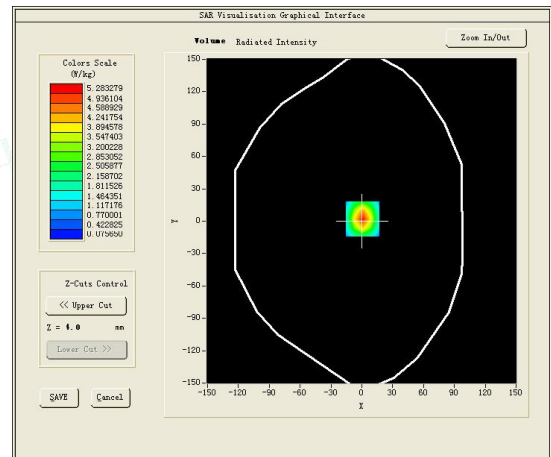 SAR Visualisation Graphical Interface
Volume Radiated Intensity
Zoom In/Out
Colors Scale
(W/kg)
5.283279
4.936104
4.588929
4.241754
3.894578
3.547403
3.200228
2.853052
2.505877
2.158702
1.811526
1.464351
1.117176
0.770001
0.422825
0.075650
Z-Cuts Control
<< Upper Cut
Z = 4.0 mm
Lower Cut >>
SAVE Cancel
150
120
90
60
30
0
-30
-60
-90
-120
-150
Y
-150 -120 -90 -60 -30 0 30 60 90 120 150
X